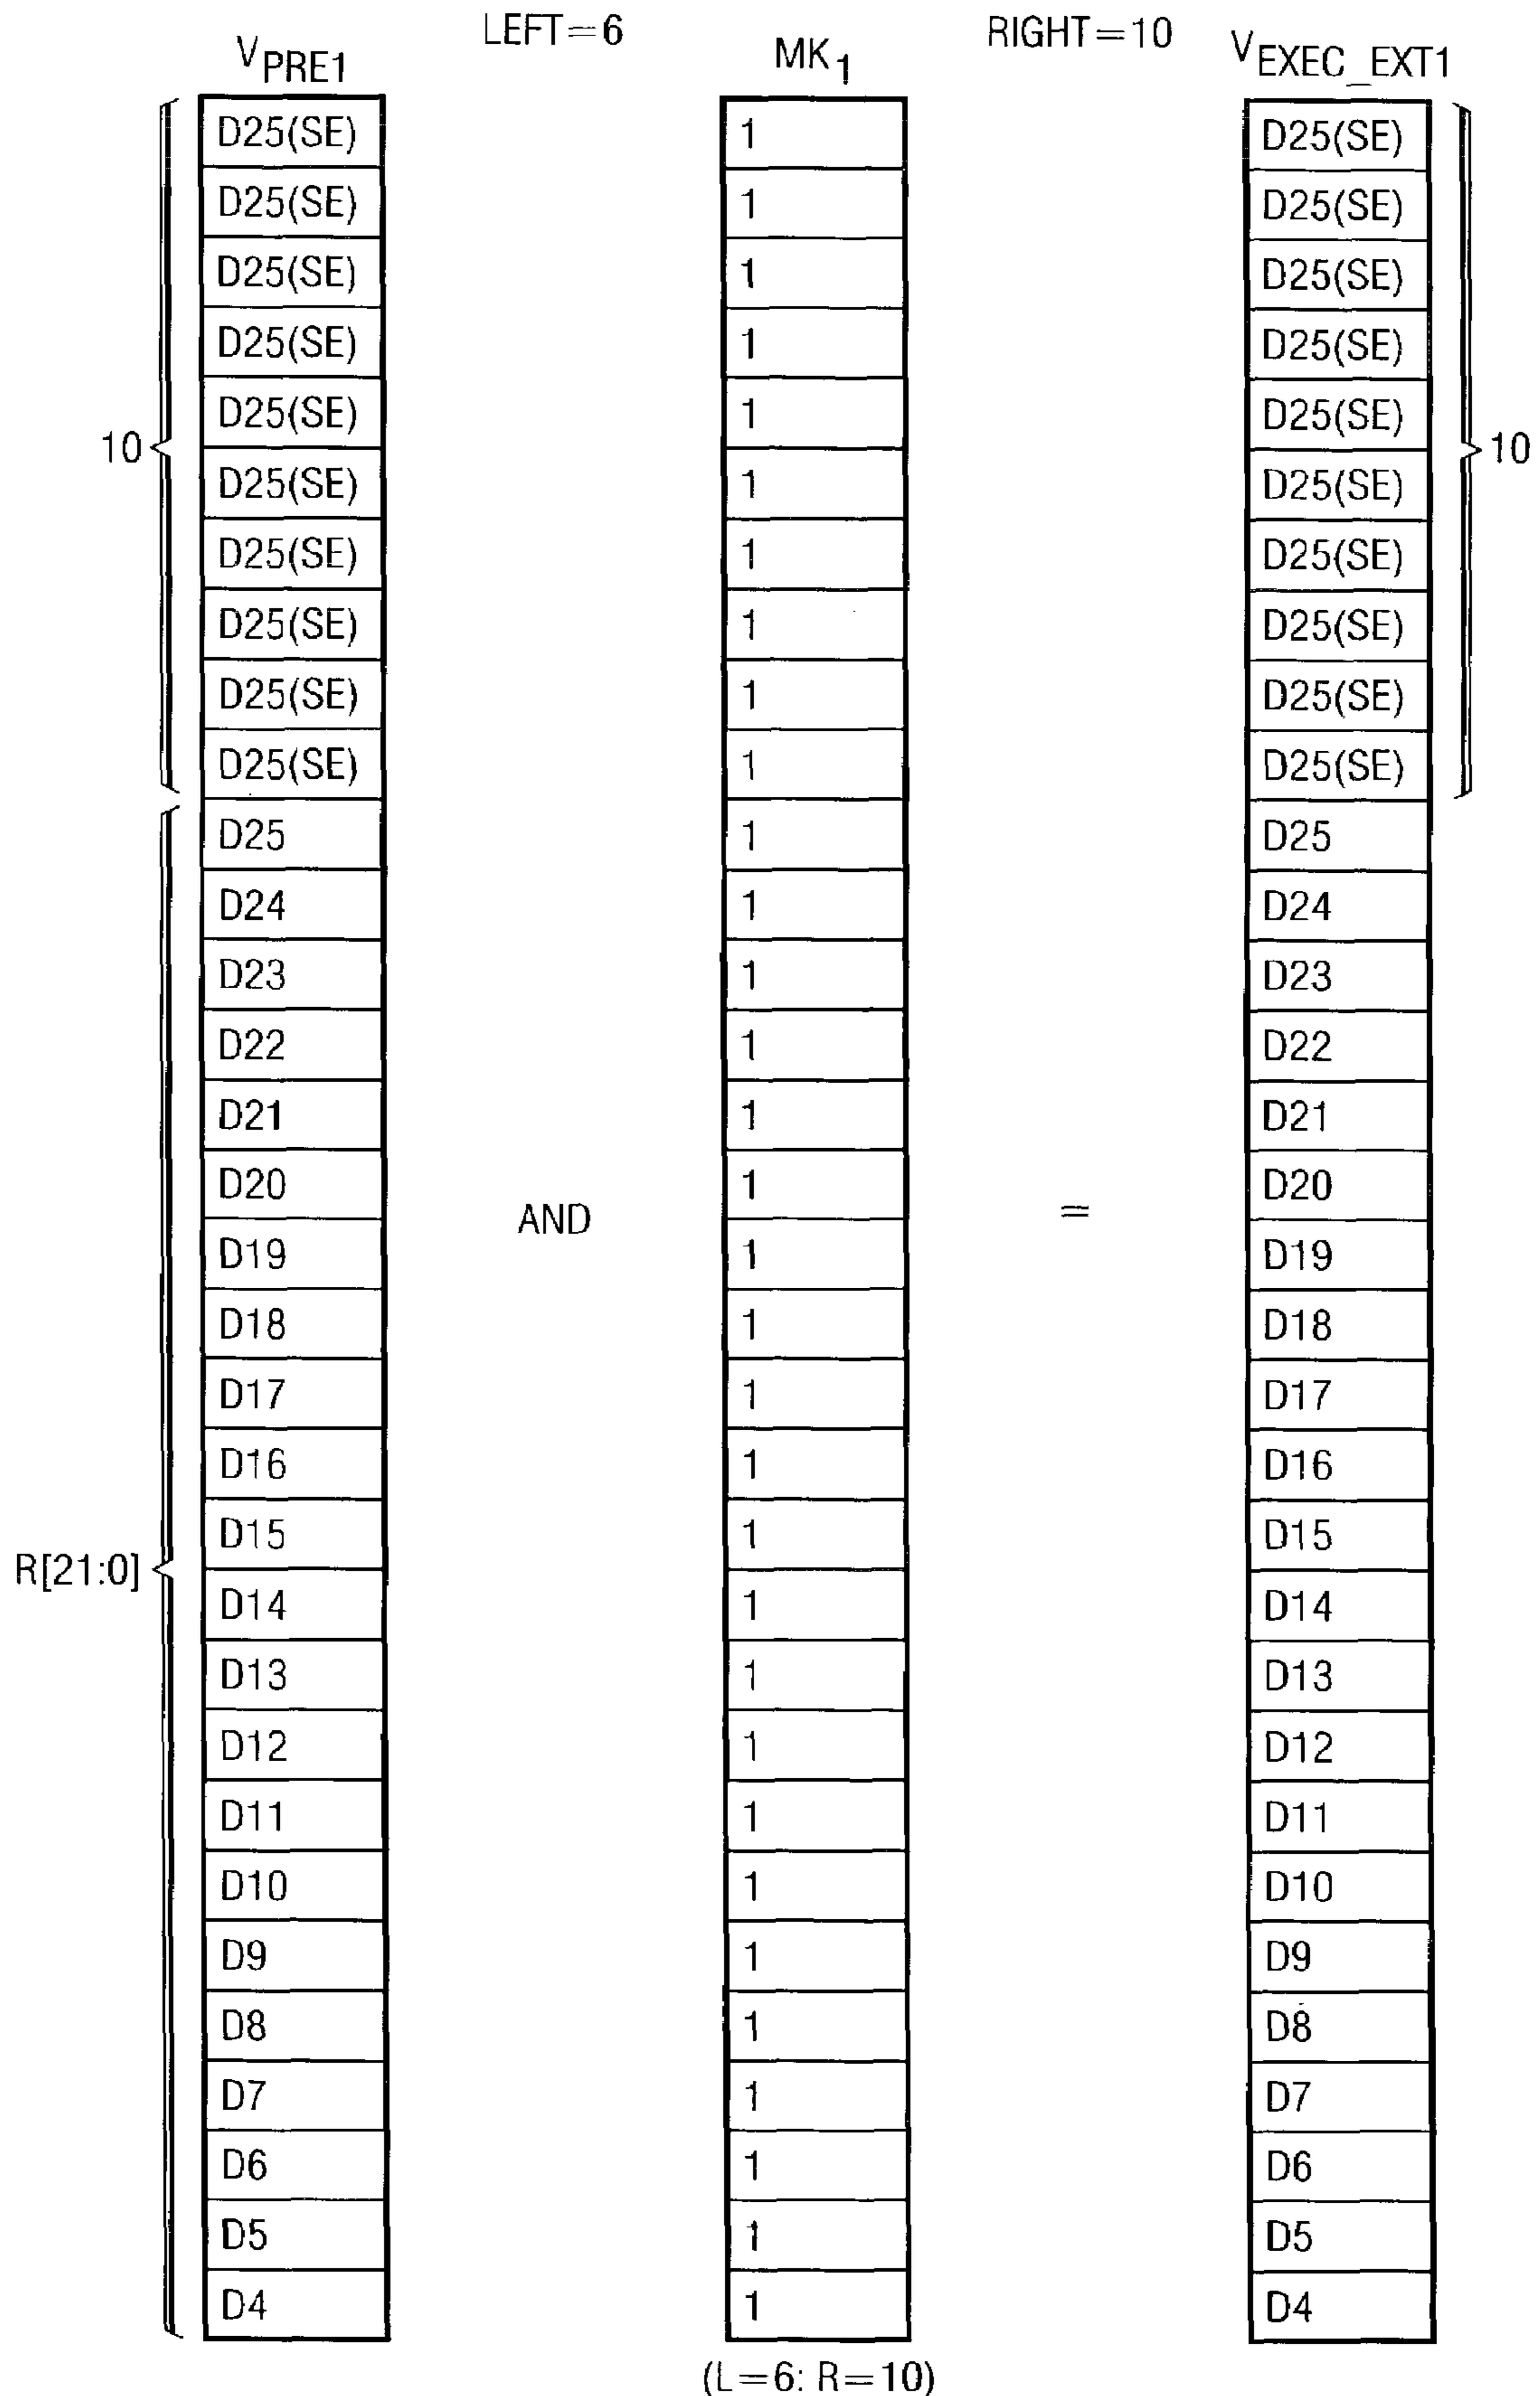 LEFT=6 RIGHT=10
V PRE1 MK 1 V EXEC_EXT1
D25(SE) 1 D25(SE)
D25(SE) 1 D25(SE)
D25(SE) 1 D25(SE)
D25(SE) 1 D25(SE)
D25(SE) 1 D25(SE)
10 10
D25(SE) 1 D25(SE)
D25(SE) 1 D25(SE)
D25(SE) 1 D25(SE)
D25(SE) 1 D25(SE)
D25(SE) 1 D25(SE)
D25 1 D25
D24 1 D24
D23 1 D23
D22 1 D22
D21 1 D21
D20 1 D20
AND =
D19 1 D19
D18 1 D18
D17 1 D17
D16 1 D16
D15 1 D15
R[21:0]
D14 1 D14
D13 1 D13
D12 1 D12
D11 1 D11
D10 1 D10
D9 1 D9
D8 1 D8
D7 1 D7
D6 1 D6
D5 1 D5
D4 1 D4
(L=6: R=10)